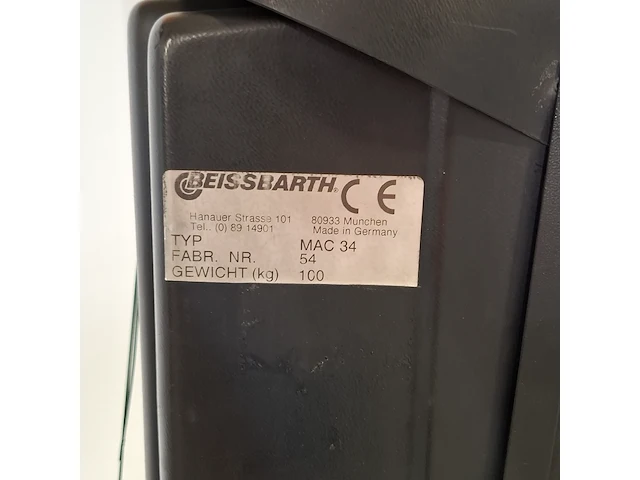 BEISSBARTH® CE
Hanauer Strasse 101 80933 Munchen
Tel.. (0) 89 14901 Made in Germany
TYP MAC 34
FABR. NR. 54
GEWICHT (kg) 100